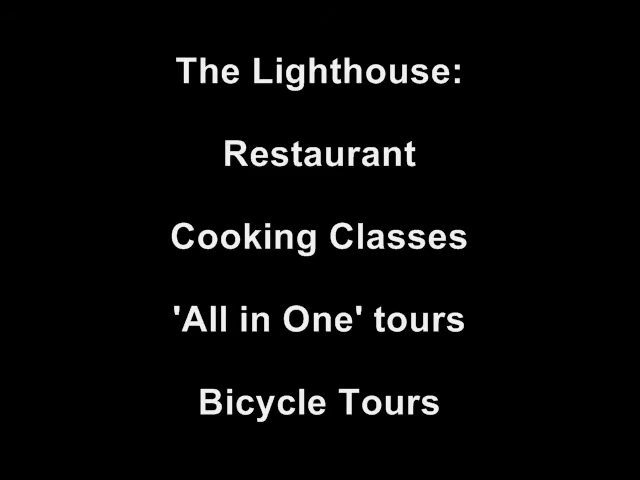 The Lighthouse:
Restaurant
Cooking Classes
'All in One' tours
Bicycle Tours